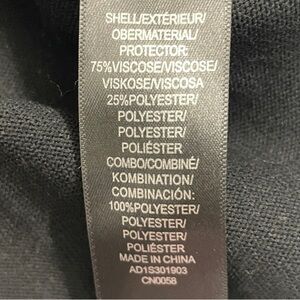 SHELL/EXTÉRIEUR/
OBERMATERIAL/
PROTECTOR:
75%VISCOSE/VISCOSE/
VISKOSE/VISCOSA
25%POLYESTER/
POLYESTER/
POLYESTER/
POLIÉSTER
COMBO/COMBINÉ/
KOMBINATION/
COMBINACIÓN:
100%POLYESTER/
POLYESTER/
POLYESTER/
POLIÉSTER
MADE IN CHINA
AD1S301903
CN0058